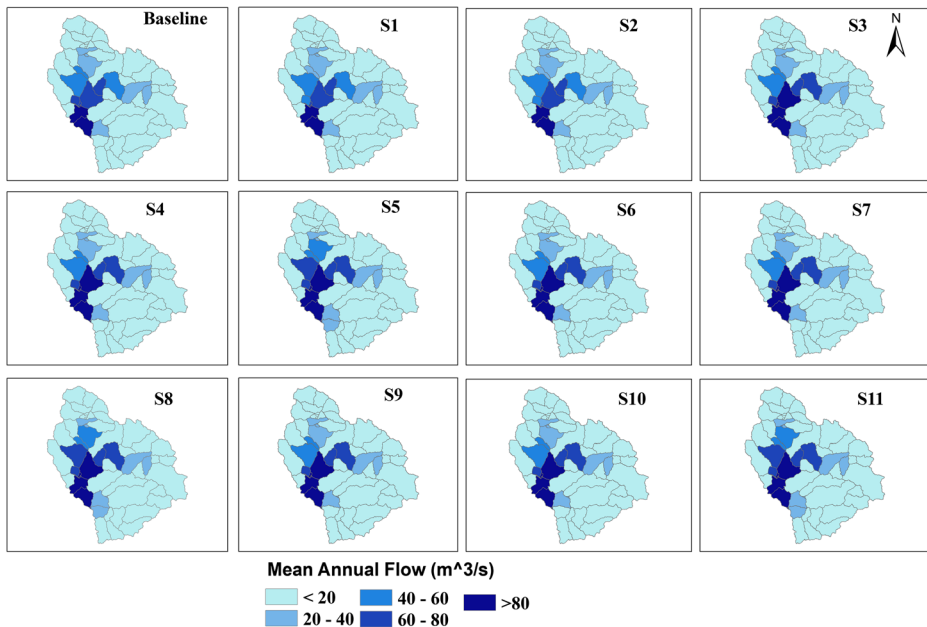 Baseline
S1
S2
S3
N
S4
S5
S6
S7
S8
S9
S10
S11
Mean Annual Flow (m^3/s)
< 20
40 - 60
>80
20 - 40
60 - 80